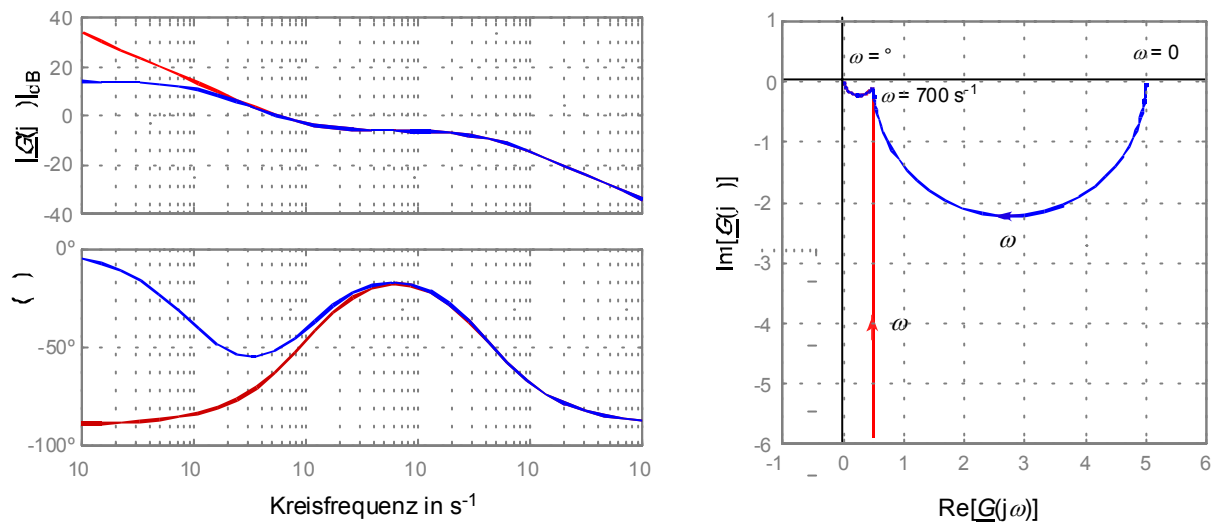 40
20
0
-20
-40
|G(j )|dB
0°
-50°
-100°
( )
10 10 10 10 10 10
Kreisfrequenz in s-1
1
0
-1
-2
-3
-4
-5
-6
Im[G(j )]
ω = °
ω = 0
ω = 700 s-1
ω
ω
-1 0 1 2 3 4 5 6
Re[G(jω)]